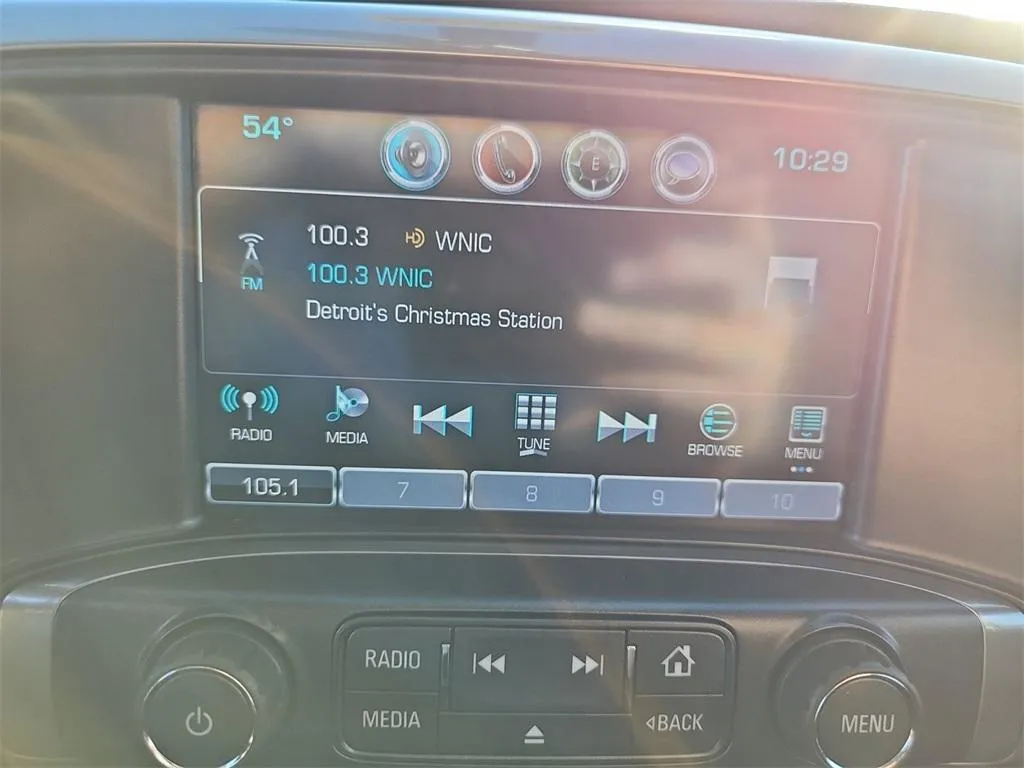 54°
E
10:29
100.3 HD WNIC
FM
100.3 WNIC
Detroit's Christmas Station
RADIO MEDIA TUNE BROWSE MENU
105.1 7 8 9 10
RADIO
MEDIA
◁BACK
MENU